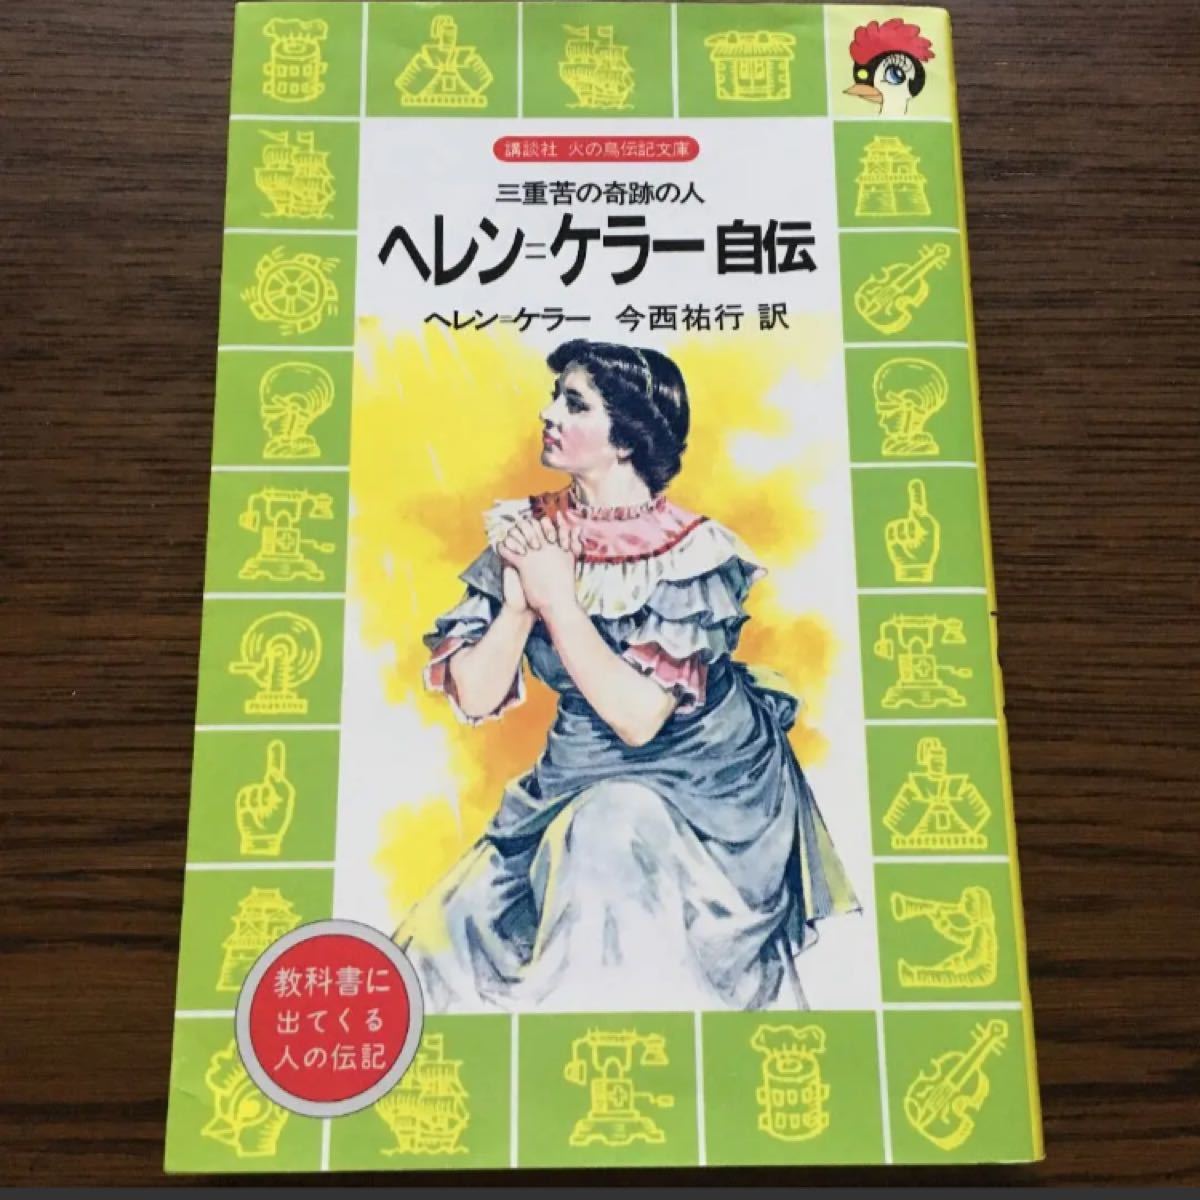 講談社 火の鳥伝記文庫
三重苦の奇跡の人
ヘレン=ケラー自伝
ヘレン=ケラー 今西祐行 訳
教科書に
出てくる
人の伝記